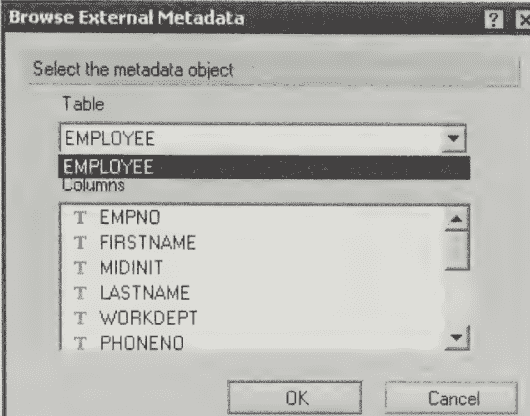 Browse External Metadata
Select the metadata object
Table
EMPLOYEE
EMPLOYEE
Columns
T EMPNO
T FIRSTNAME
T MIDINIT
T LASTNAME
T WORKDEPT
T PHONENO
OK
Cancel